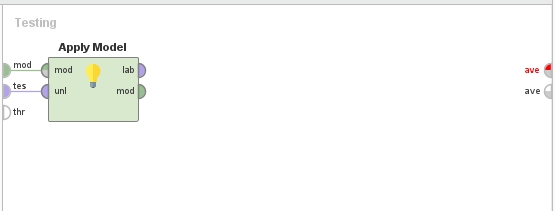 Testing
Apply Model
mod mod lab ave
tes unl mod ave
thr